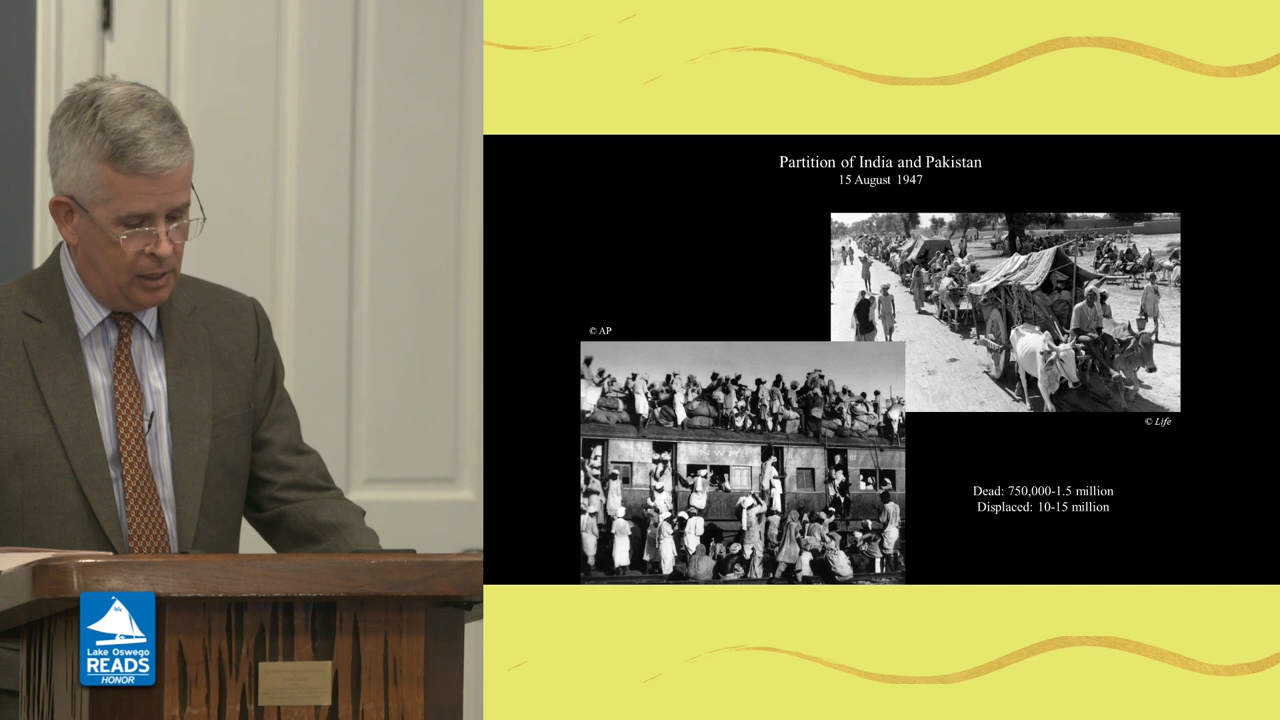 Partition of India and Pakistan
15 August 1947
© AP
© Life
Dead: 750,000-1.5 million
Displaced: 10-15 million
Lake Oswego
READS
HONOR